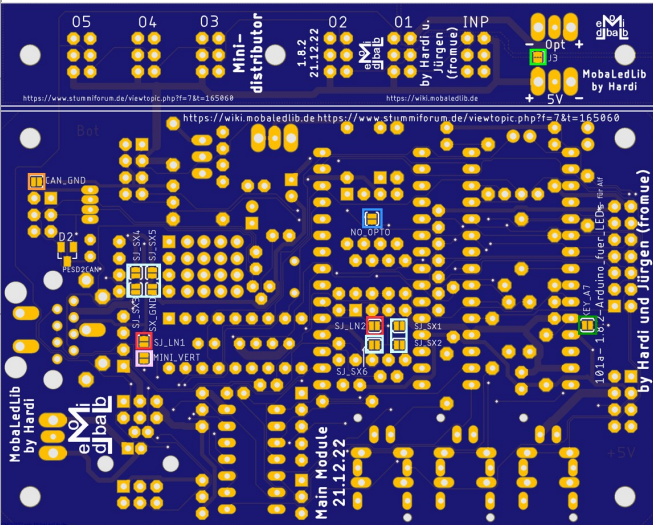 05
04
03
02
01
INP
Mini-
distributor
1.8.2
21.12.22
by Hardi u.
Jürgen
(fromue)
- Opt +
J3
MobaLedLib
by Hardi
+ 5V -
https://www.stummiforum.de/viewtopic.php?f=7&t=165060
https://wiki.mobaledlib.de
https://wiki.mobaledlib.de https://www.stummiforum.de/viewtopic.php?f=7&t=165060
Bot
CAN_GND
D2
PESD2CAN
SJ_SX4
SJ_SX5
SJ_SX3
SX_GND
SJ_LN1
MINI_VERT
NO_OPTO
SJ_LN2
SJ_SX1
SJ_SX2
SJ_SX6
KEY_A7
101a- 1.8.2-Arduino_fuer_LEDs für Alf
by Hardi und Jürgen (fromue)
+5V
MobaLedLib
by Hardi
Main Module
21.12.22